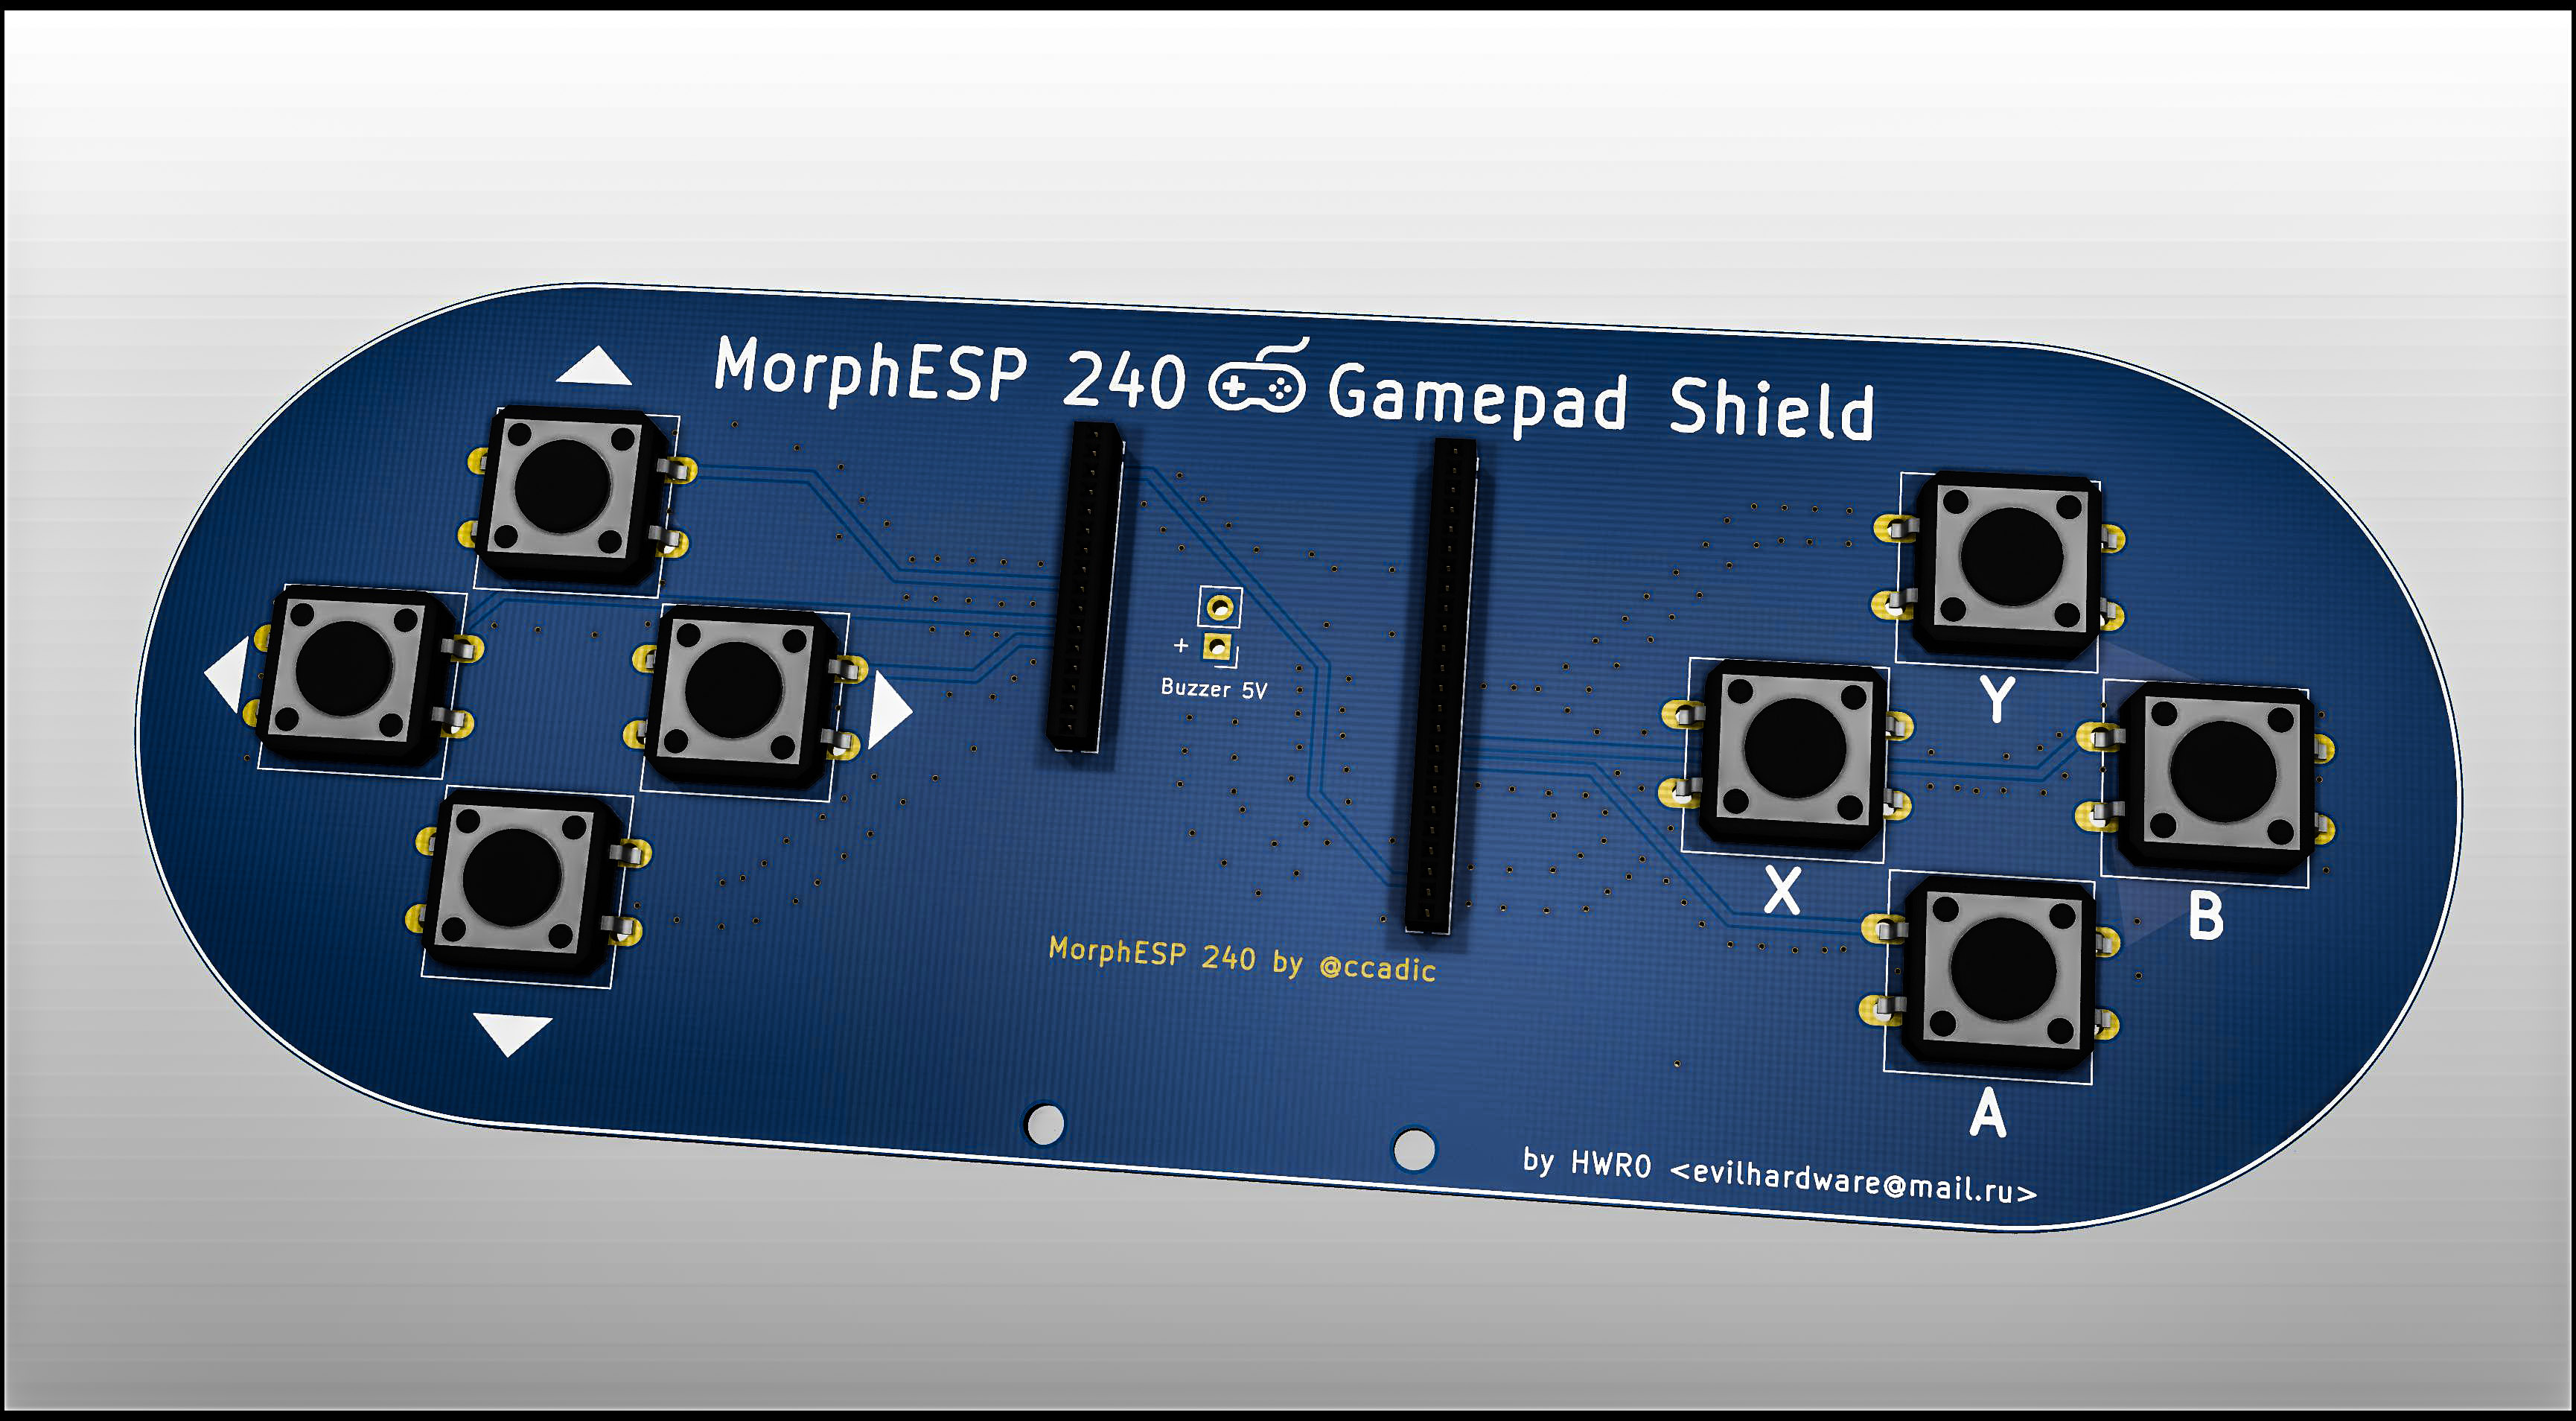 MorphESP 240 Gamepad Shield
+
Buzzer 5V
Y
X
B
MorphESP 240 by @ccadic
A
by HWR0 <evilhardware@mail.ru>